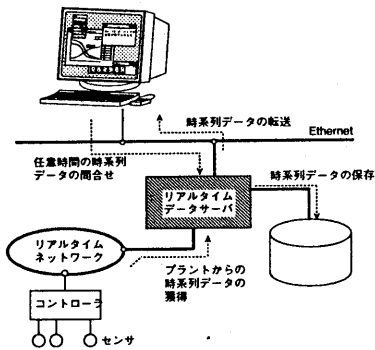 時系列データの転送
Ethernet
任意時間の時系列
データの問合せ
時系列データの保存
リアルタイム
データサーバ
リアルタイム
ネットワーク
プラントからの
時系列データの
獲得
コントローラ
センサ